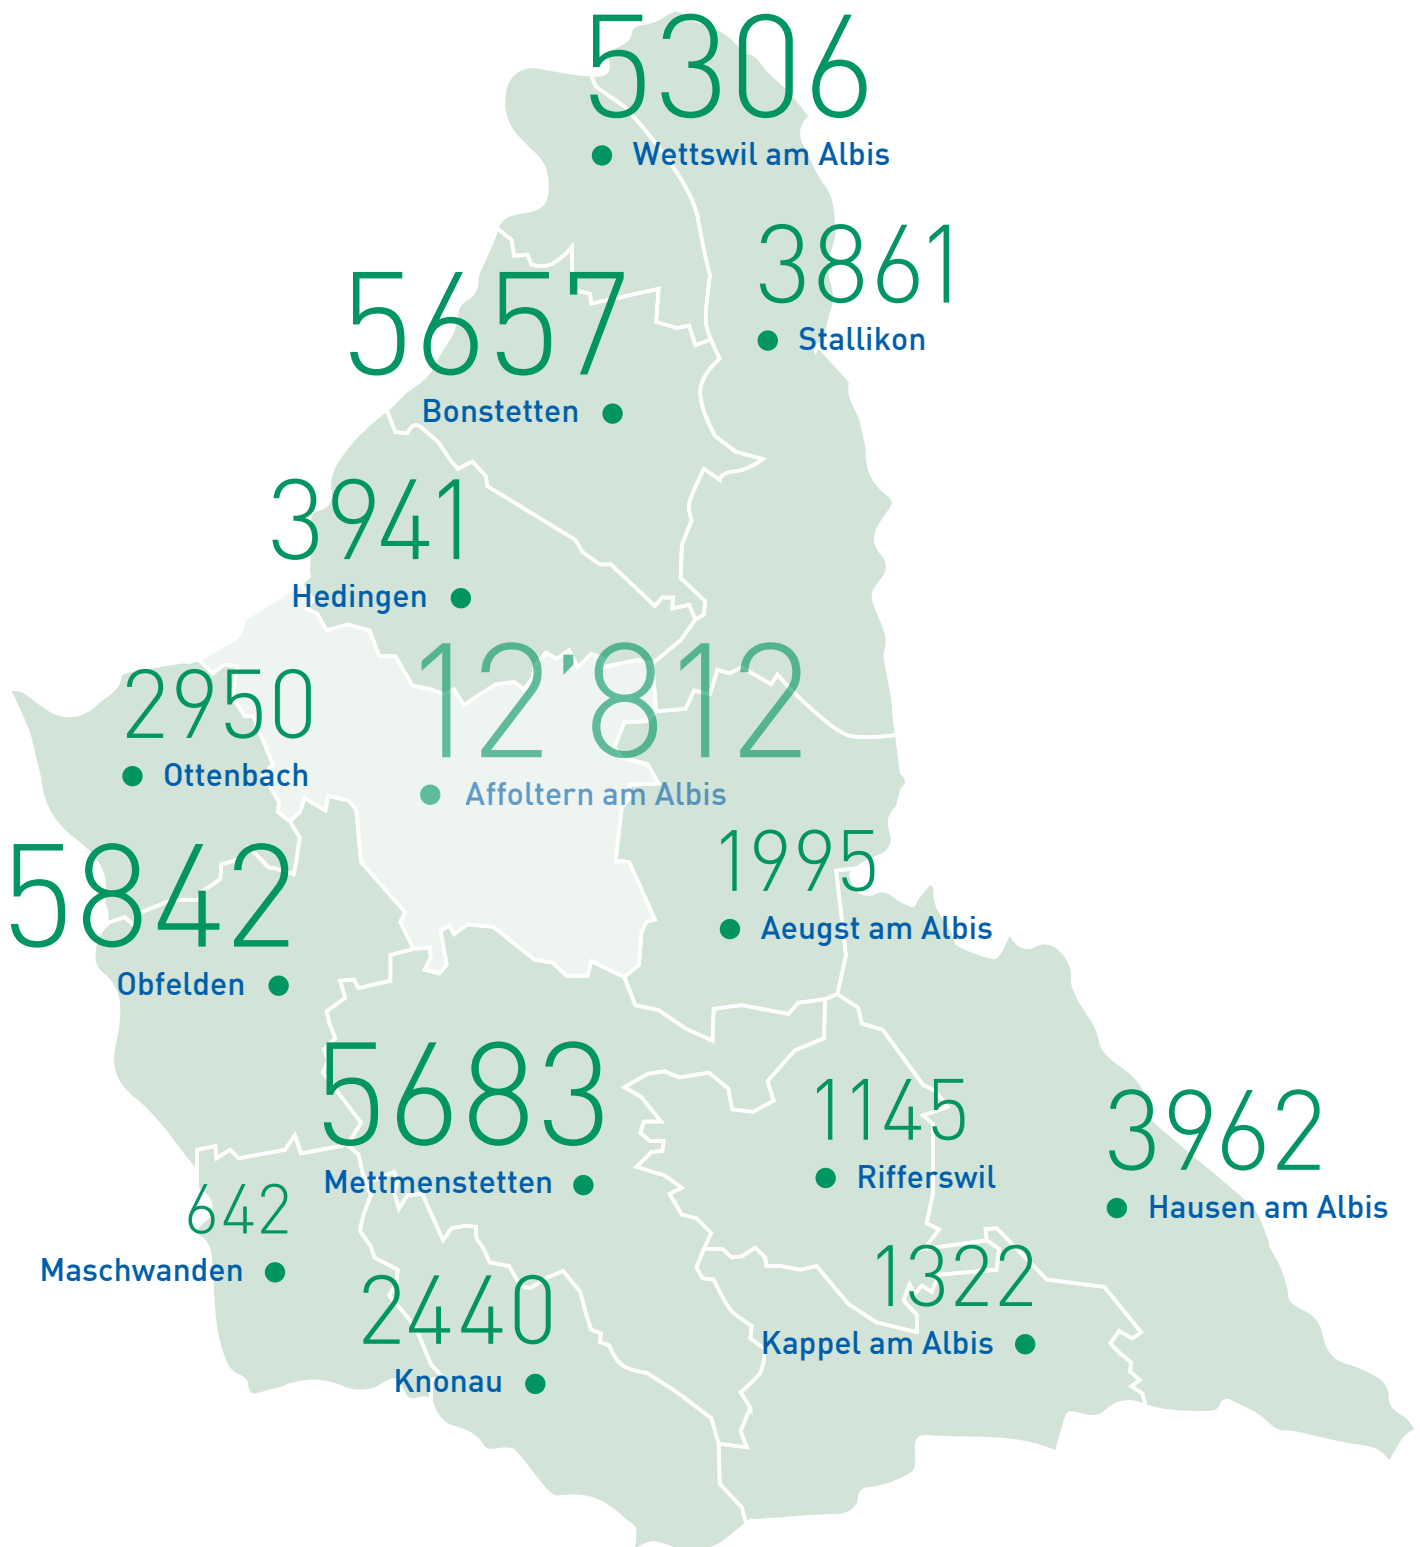 5306
Wettswil am Albis
3861
Stallikon
5657
Bonstetten
3941
Hedingen
12’812
Affoltern am Albis
2950
Ottenbach
5842
Obfelden
1995
Aeugst am Albis
5683
Mettmenstetten
1145
Rifferswil
3962
Hausen am Albis
642
Maschwanden
2440
Knonau
1322
Kappel am Albis